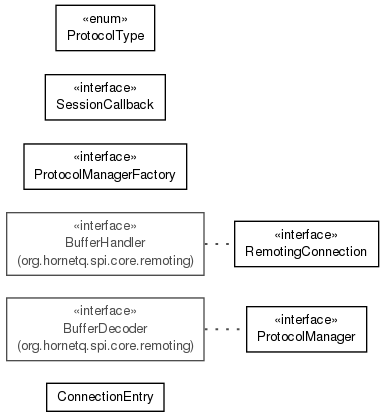 «enum»
ProtocolType
«interface»
SessionCallback
«interface»
ProtocolManagerFactory
«interface»
BufferHandler
(org.hornetq.spi.core.remoting)
«interface»
RemotingConnection
«interface»
BufferDecoder
(org.hornetq.spi.core.remoting)
«interface»
ProtocolManager
ConnectionEntry